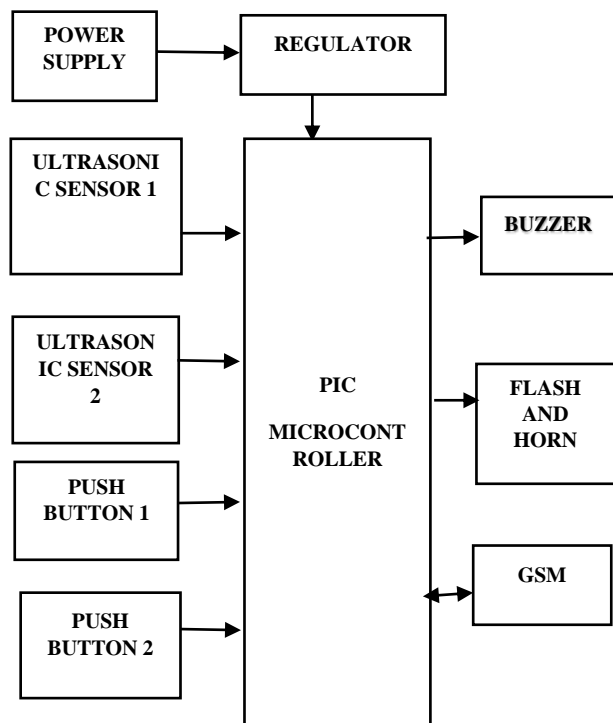 POWER
SUPPLY
REGULATOR
ULTRASONI
C SENSOR 1
ULTRASON
IC SENSOR
2
PUSH
BUTTON 1
PUSH
BUTTON 2
PIC
MICROCONT
ROLLER
BUZZER
FLASH
AND
HORN
GSM